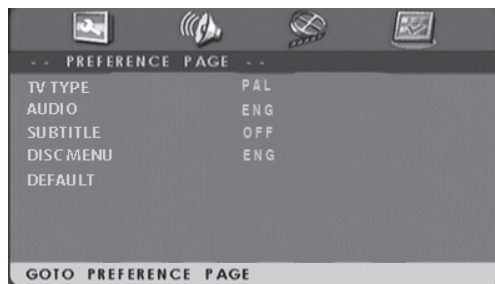 -- PREFERENCE PAGE --
TV TYPE PAL
AUDIO ENG
SUBTITLE OFF
DISC MENU ENG
DEFAULT
GOTO PREFERENCE PAGE